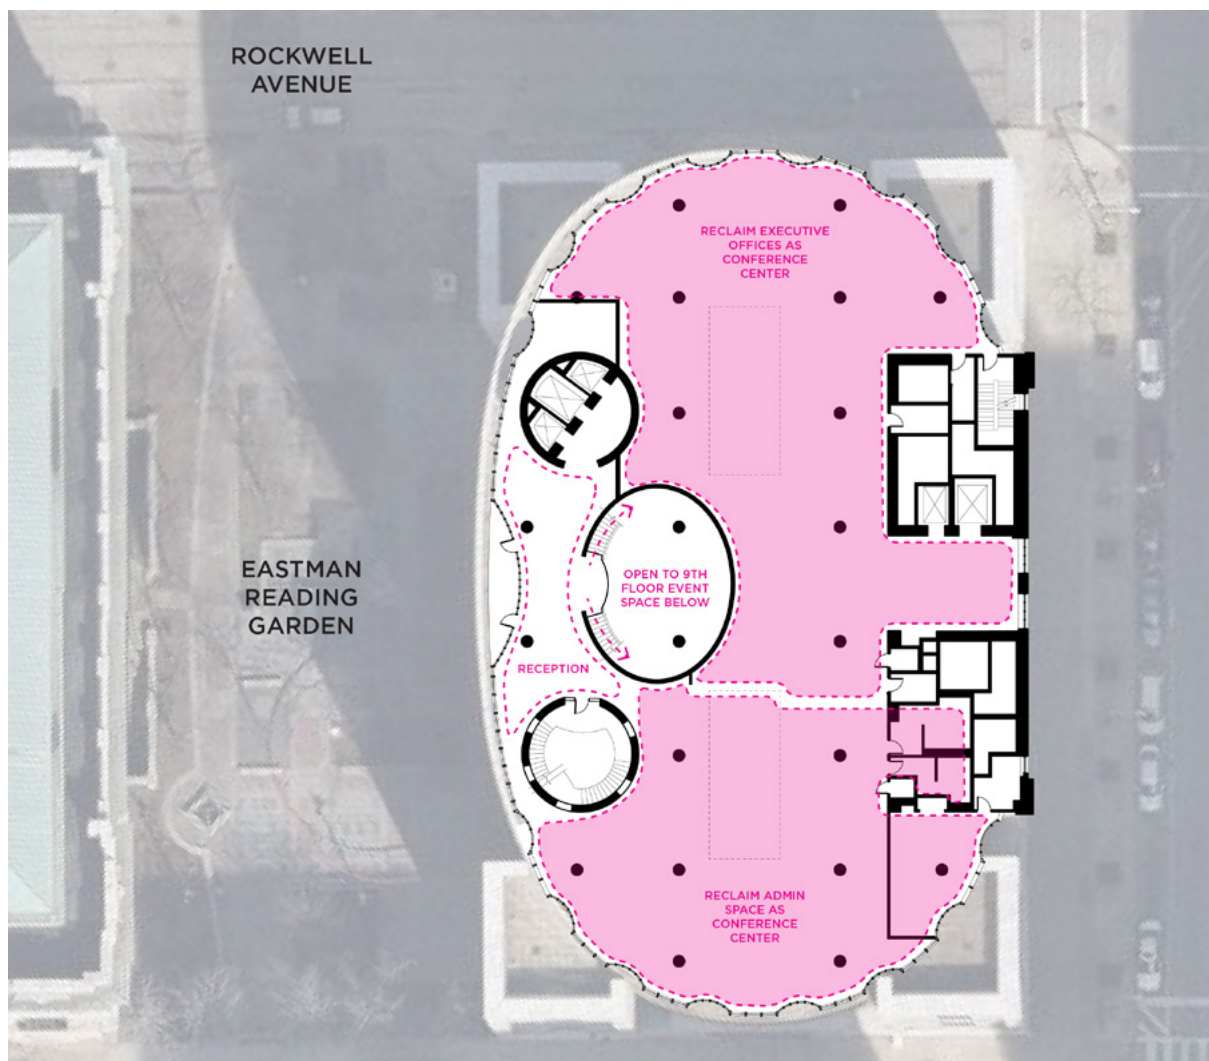 ROCKWELL
AVENUE
RECLAIM EXECUTIVE
OFFICES AS
CONFERENCE
CENTER
EASTMAN
READING
GARDEN
OPEN TO 9TH
FLOOR EVENT
SPACE BELOW
RECEPTION
RECLAIM ADMIN
SPACE AS
CONFERENCE
CENTER